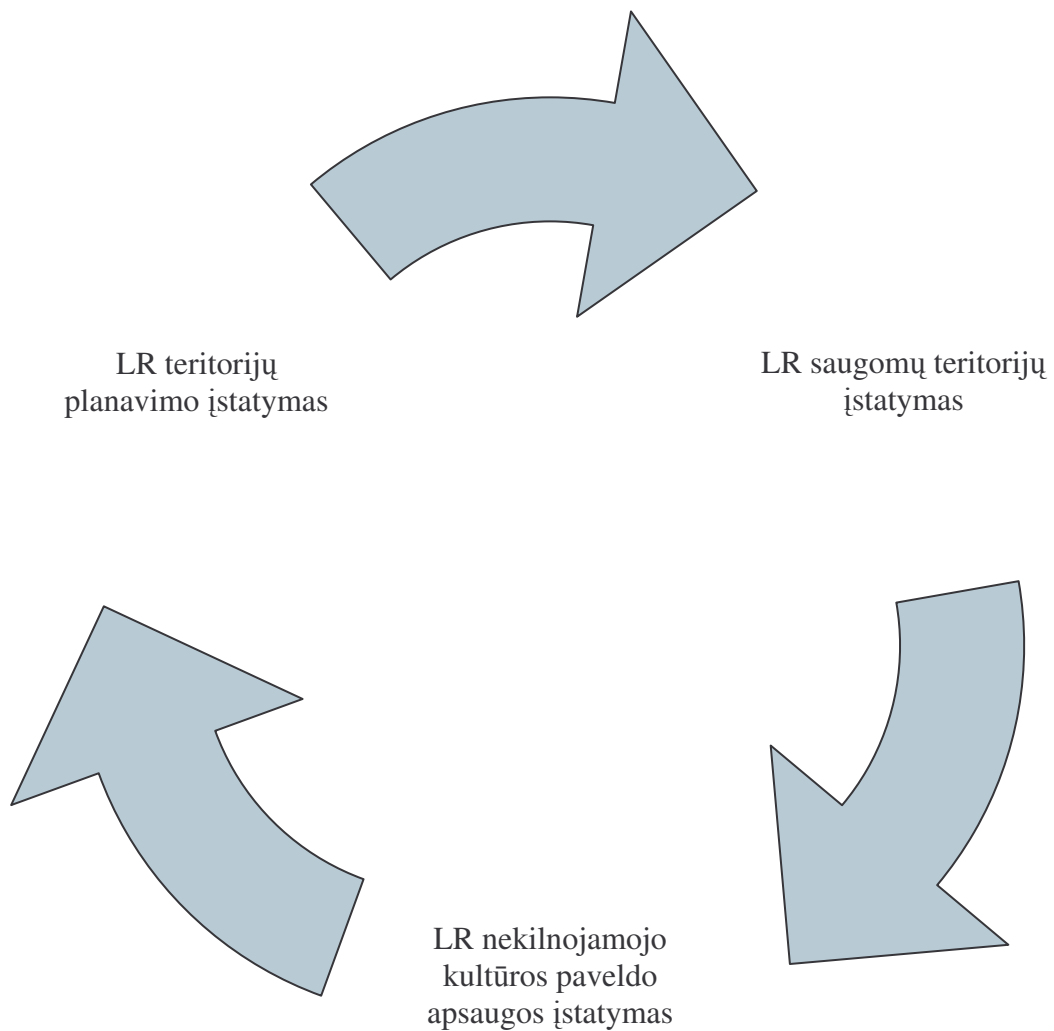 LR teritorijų
planavimo įstatymas
LR saugomų teritorijų
įstatymas
LR nekilnojamojo
kultūros paveldo
apsaugos įstatymas